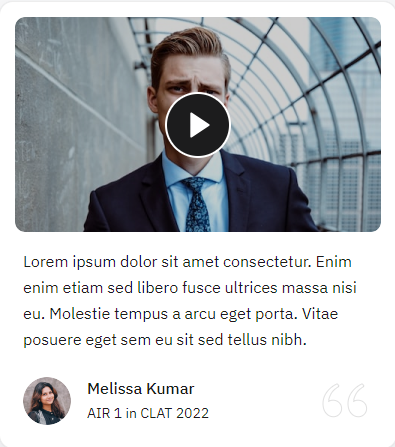 Lorem ipsum dolor sit amet consectetur. Enim
enim etiam sed libero fusce ultrices massa nisi
eu. Molestie tempus a arcu eget porta. Vitae
posuere eget sem eu sit sed tellus nibh.
Melissa Kumar
AIR 1 in CLAT 2022